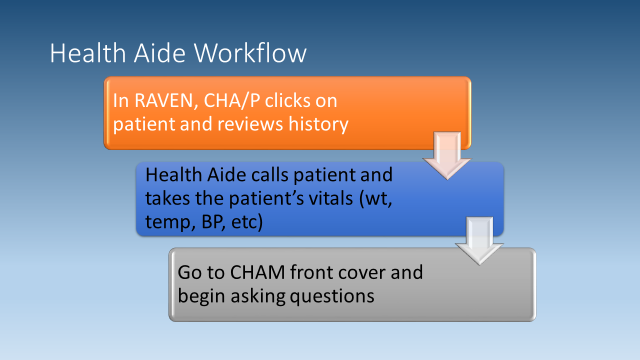 Health Aide Workflow
In RAVEN, CHA/P clicks on
patient and reviews history
Health Aide calls patient and
takes the patient’s vitals (wt,
temp, BP, etc)
Go to CHAM front cover and
begin asking questions